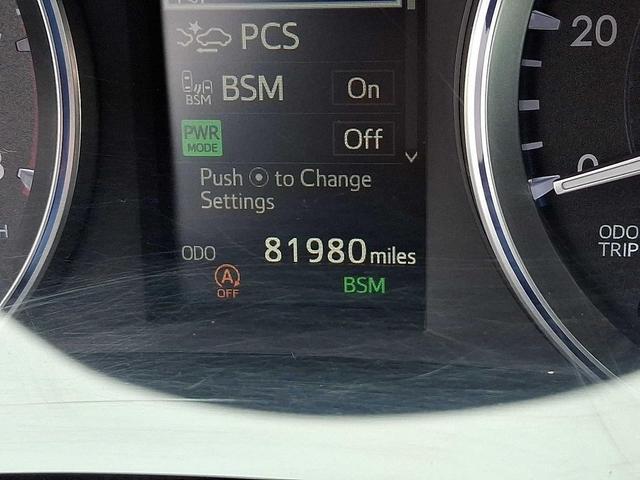 PCS
BSM BSM On
PWR MODE Off
Push to Change
Settings
ODO 81980 miles
A OFF
BSM
20
0
ODO
TRIP